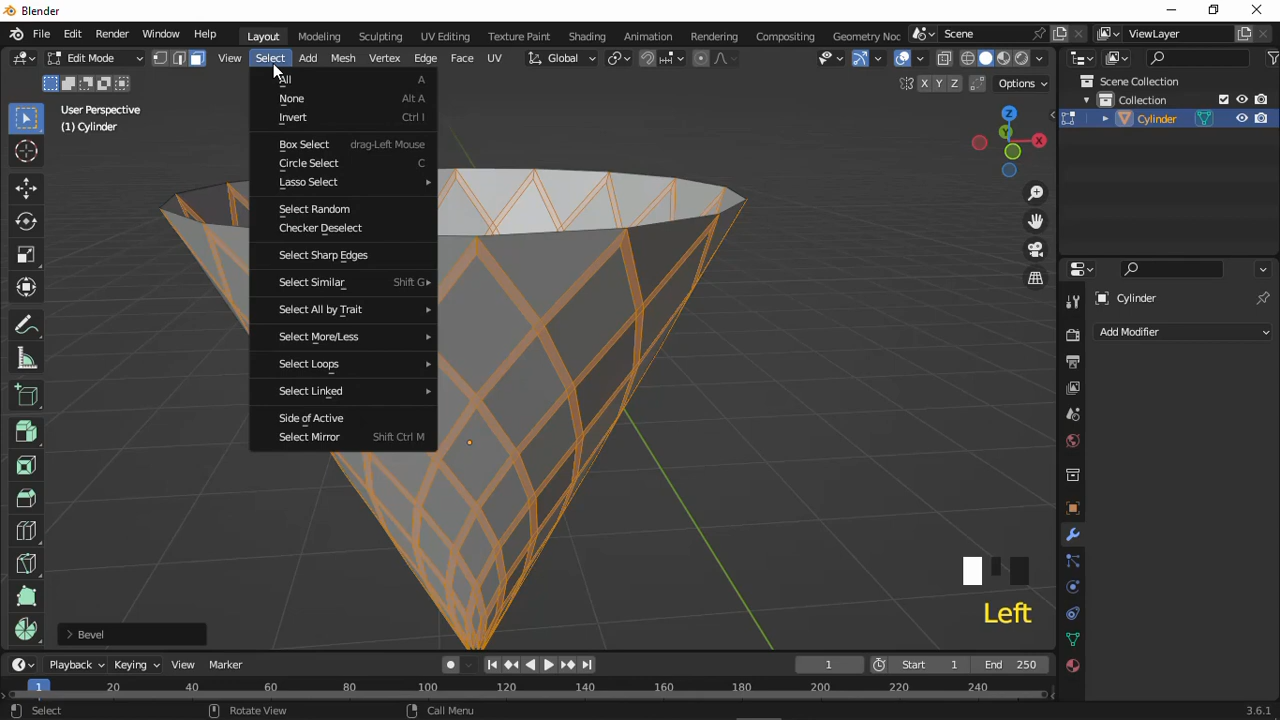 Blender
File Edit Render Window Help Layout Modeling Sculpting UV Editing Texture Paint Shading Animation Rendering Compositing Geometry Noc Scene ViewLayer
Edit Mode View Select Add Mesh Vertex Edge Face UV Global
X Y Z Options
User Perspective
(1) Cylinder
All A
None Alt A
Invert Ctrl I
Box Select drag-Left Mouse
Circle Select C
Lasso Select
Select Random
Checker Deselect
Select Sharp Edges
Select Similar Shift G
Select All by Trait
Select More/Less
Select Loops
Select Linked
Side of Active
Select Mirror Shift Ctrl M
Z
Y
X
Scene Collection
Collection
Cylinder
Cylinder
Add Modifier
Left
Bevel
Playback Keying View Marker 1 Start 1 End 250
1 20 40 60 80 100 120 140 160 180 200 220 240
Select Rotate View Call Menu 3.6.1